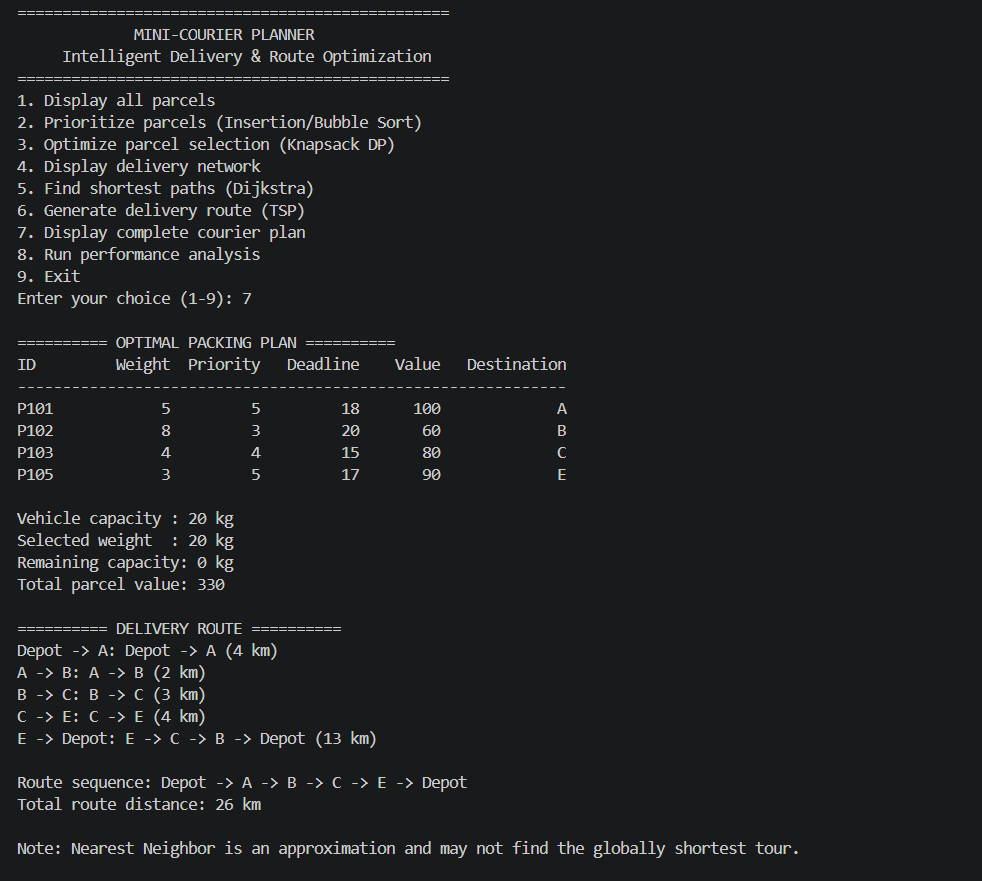 ================================================
MINI-COURIER PLANNER
Intelligent Delivery & Route Optimization
================================================
1. Display all parcels
2. Prioritize parcels (Insertion/Bubble Sort)
3. Optimize parcel selection (Knapsack DP)
4. Display delivery network
5. Find shortest paths (Dijkstra)
6. Generate delivery route (TSP)
7. Display complete courier plan
8. Run performance analysis
9. Exit
Enter your choice (1-9): 7
========== OPTIMAL PACKING PLAN ==========
ID Weight Priority Deadline Value Destination
-------------------------------------------------------------
P101 5 5 18 100 A
P102 8 3 20 60 B
P103 4 4 15 80 C
P105 3 5 17 90 E
Vehicle capacity : 20 kg
Selected weight  : 20 kg
Remaining capacity: 0 kg
Total parcel value: 330
========== DELIVERY ROUTE ==========
Depot -> A: Depot -> A (4 km)
A -> B: A -> B (2 km)
B -> C: B -> C (3 km)
C -> E: C -> E (4 km)
E -> Depot: E -> C -> B -> Depot (13 km)
Route sequence: Depot -> A -> B -> C -> E -> Depot
Total route distance: 26 km
Note: Nearest Neighbor is an approximation and may not find the globally shortest tour.